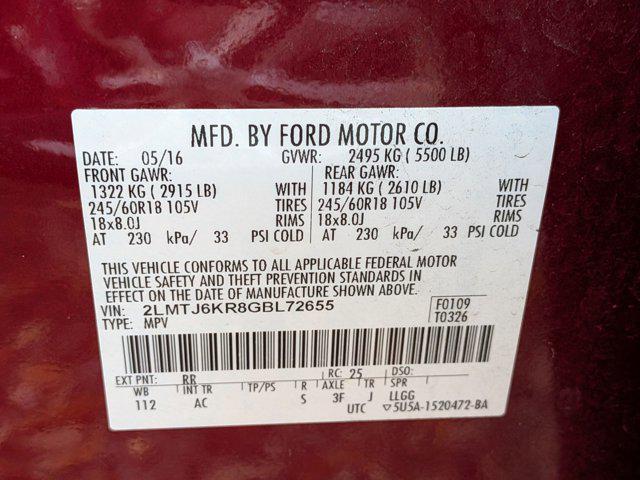 MFD. BY FORD MOTOR CO.
DATE: 05/16 GVWR: 2495 KG ( 5500 LB)
FRONT GAWR: REAR GAWR:
1322 KG ( 2915 LB) WITH 1184 KG ( 2610 LB) WITH
245/60R18 105V TIRES 245/60R18 105V TIRES
18x8.0J RIMS 18x8.0J RIMS
AT 230 kPa/ 33 PSI COLD AT 230 kPa/ 33 PSI COLD
THIS VEHICLE CONFORMS TO ALL APPLICABLE FEDERAL MOTOR
VEHICLE SAFETY AND THEFT PREVENTION STANDARDS IN
EFFECT ON THE DATE OF MANUFACTURE SHOWN ABOVE.
VIN: 2LMTJ6KR8GBL72655 F0109
TYPE: MPV T0326
EXT PNT: RR RC: 25 DSO:
WB INT TR TP/PS R AXLE TR SPR
112 AC S 3F J LLGG
UTC ▽5U5A-1520472-BA